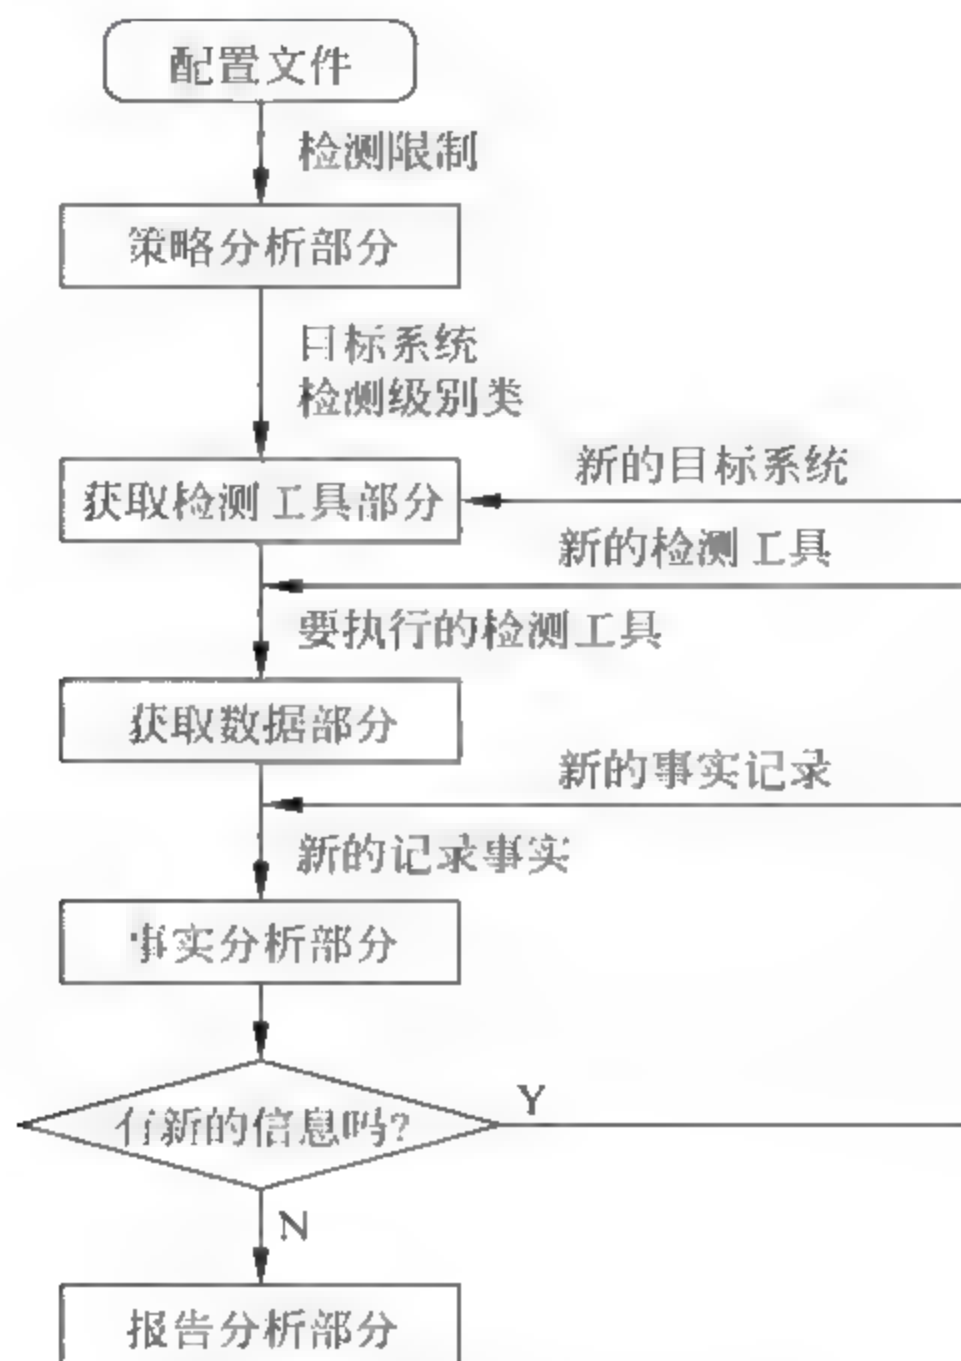 配置文件
检测限制
策略分析部分
目标系统
检测级别类
新的目标系统
获取检测工具部分
新的检测工具
要执行的检测工具
获取数据部分
新的事实记录
新的记录事实
事实分析部分
Y
有新的信息吗?
N
报告分析部分